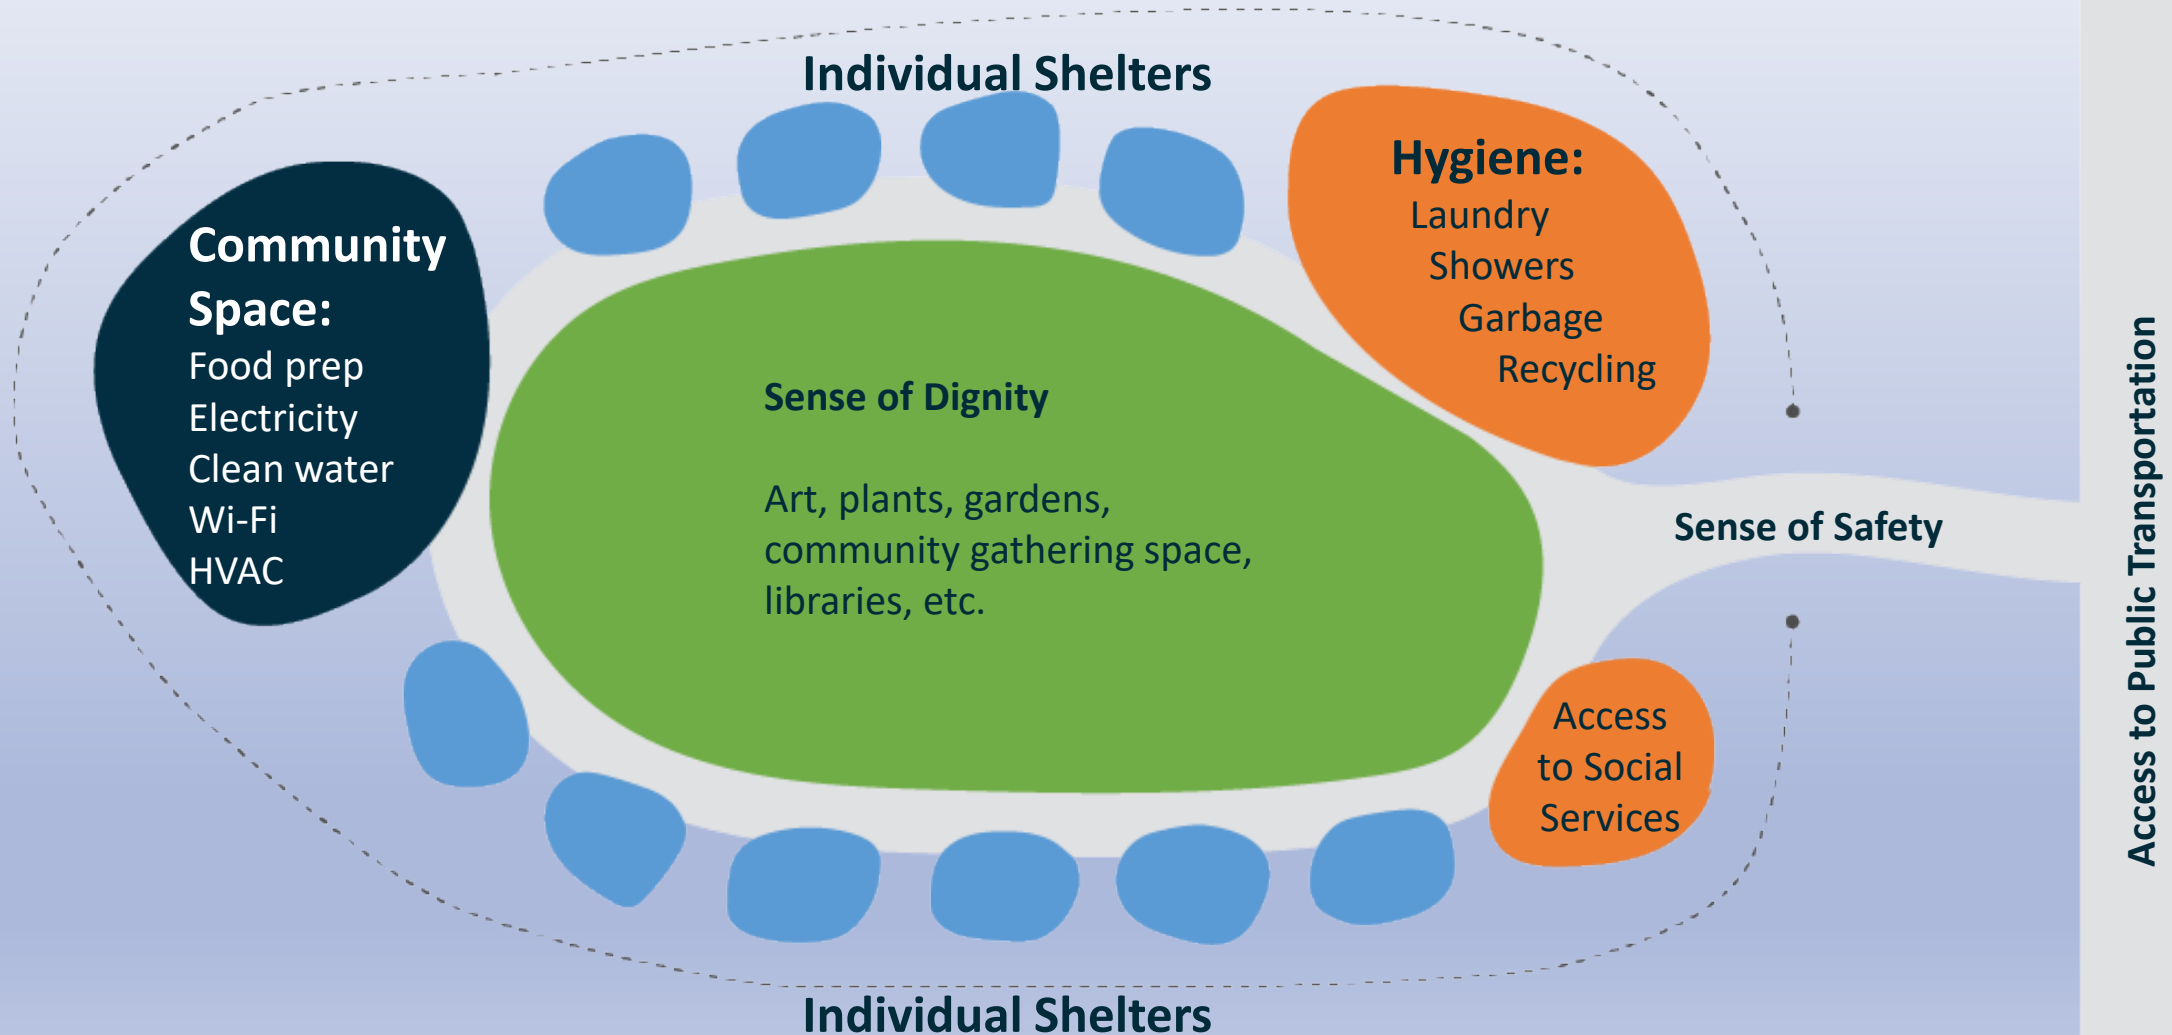 Individual Shelters
Community
Space:
Food prep
Electricity
Clean water
Wi-Fi
HVAC
Hygiene:
Laundry
Showers
Garbage
Recycling
Sense of Dignity
Art, plants, gardens,
community gathering space,
libraries, etc.
Sense of Safety
Access to Public Transportation
Access
to Social
Services
Individual Shelters